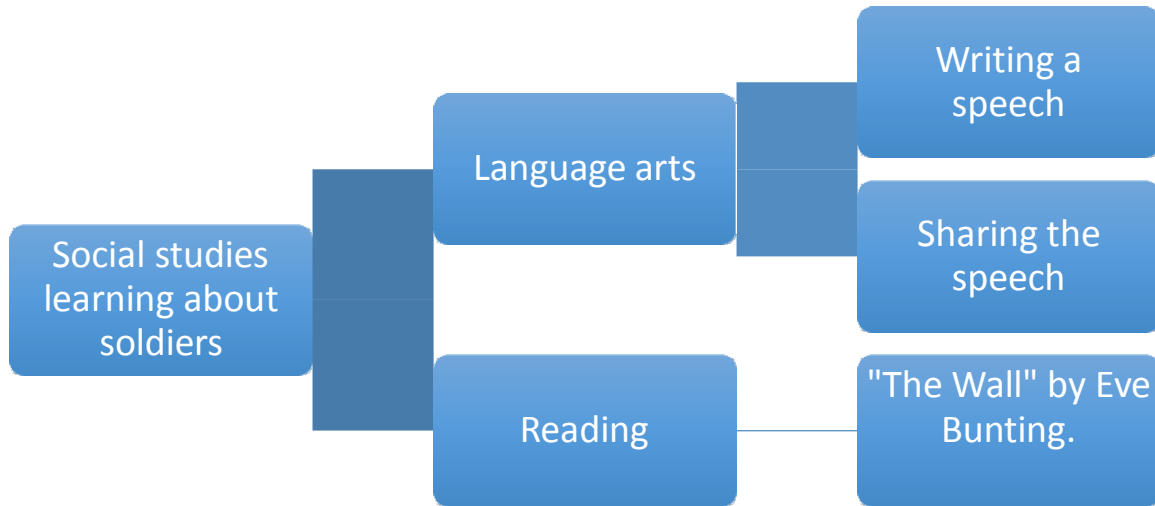 Social studies
learning about
soldiers
Language arts
Writing a
speech
Sharing the
speech
Reading
"The Wall" by Eve
Bunting.